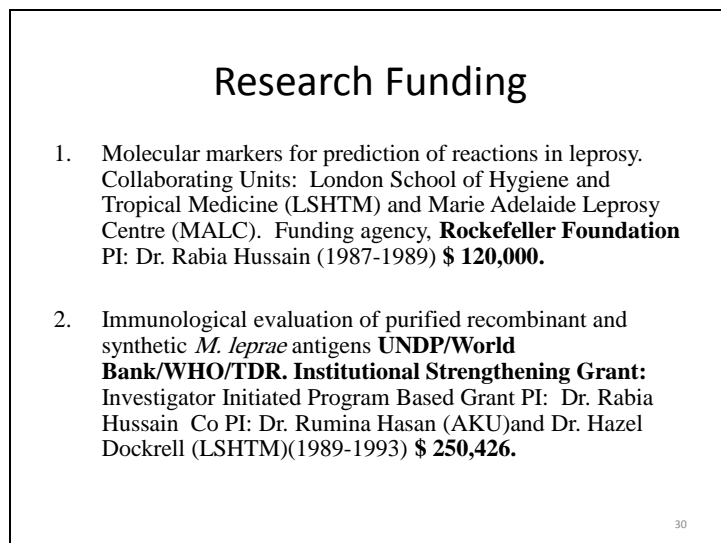 Research Funding
1. Molecular markers for prediction of reactions in leprosy.
Collaborating Units: London School of Hygiene and
Tropical Medicine (LSHTM) and Marie Adelaide Leprosy
Centre (MALC). Funding agency, Rockefeller Foundation
PI: Dr. Rabia Hussain (1987-1989) $ 120,000.
2. Immunological evaluation of purified recombinant and
synthetic M. leprae antigens UNDP/World
Bank/WHO/TDR. Institutional Strengthening Grant:
Investigator Initiated Program Based Grant PI: Dr. Rabia
Hussain Co PI: Dr. Rumina Hasan (AKU)and Dr. Hazel
Dockrell (LSHTM)(1989-1993) $ 250,426.
30